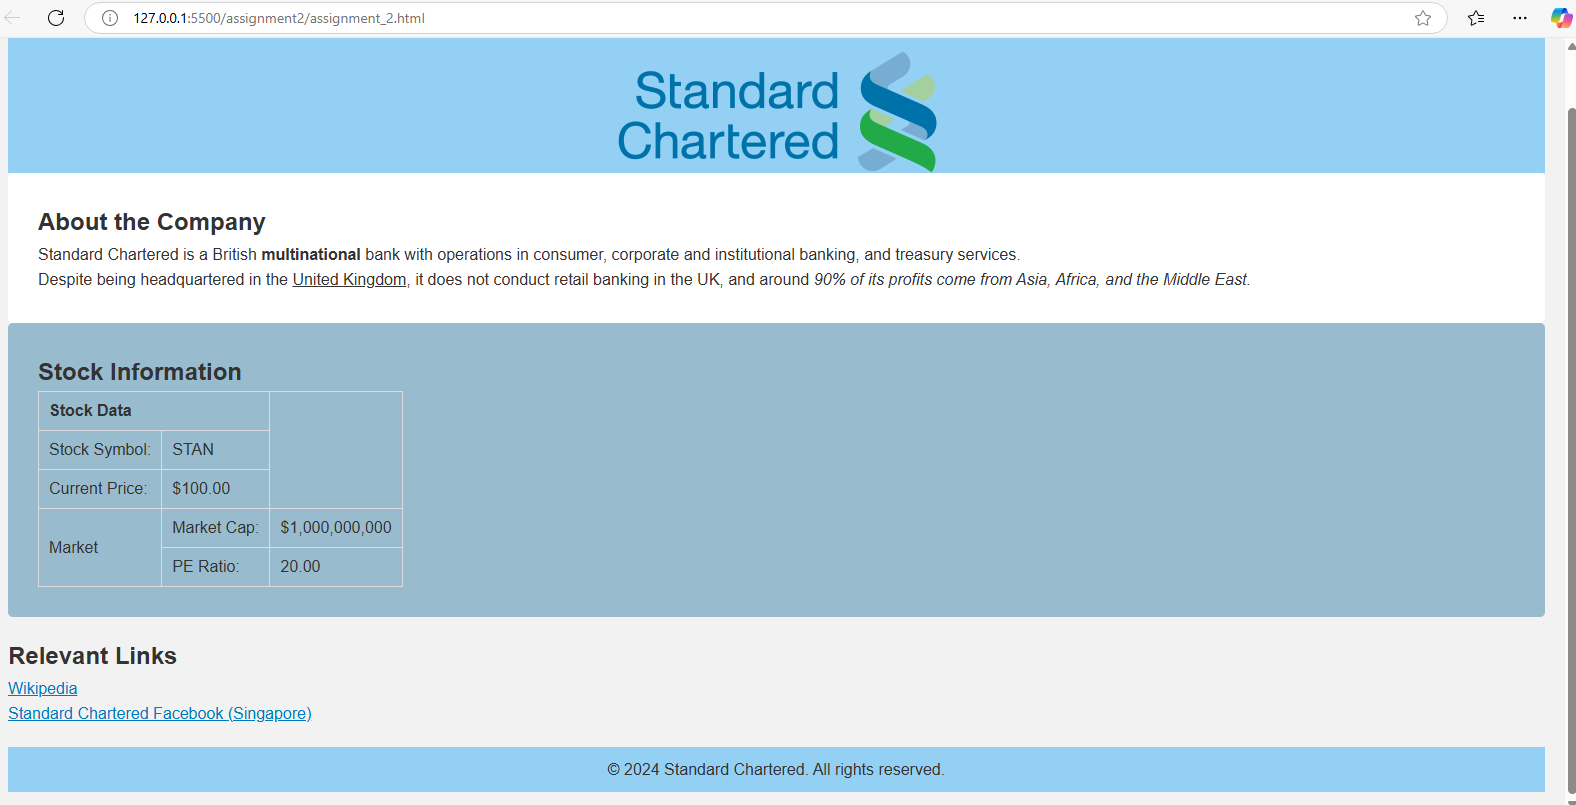 127.0.0.1:5500/assignment2/assignment_2.html
Standard
Chartered
About the Company
Standard Chartered is a British multinational bank with operations in consumer, corporate and institutional banking, and treasury services.
Despite being headquartered in the United Kingdom, it does not conduct retail banking in the UK, and around 90% of its profits come from Asia, Africa, and the Middle East.
Stock Information
Stock Data
Stock Symbol: STAN
Current Price: $100.00
Market Cap: $1,000,000,000
Market
PE Ratio: 20.00
Relevant Links
Wikipedia
Standard Chartered Facebook (Singapore)
© 2024 Standard Chartered. All rights reserved.